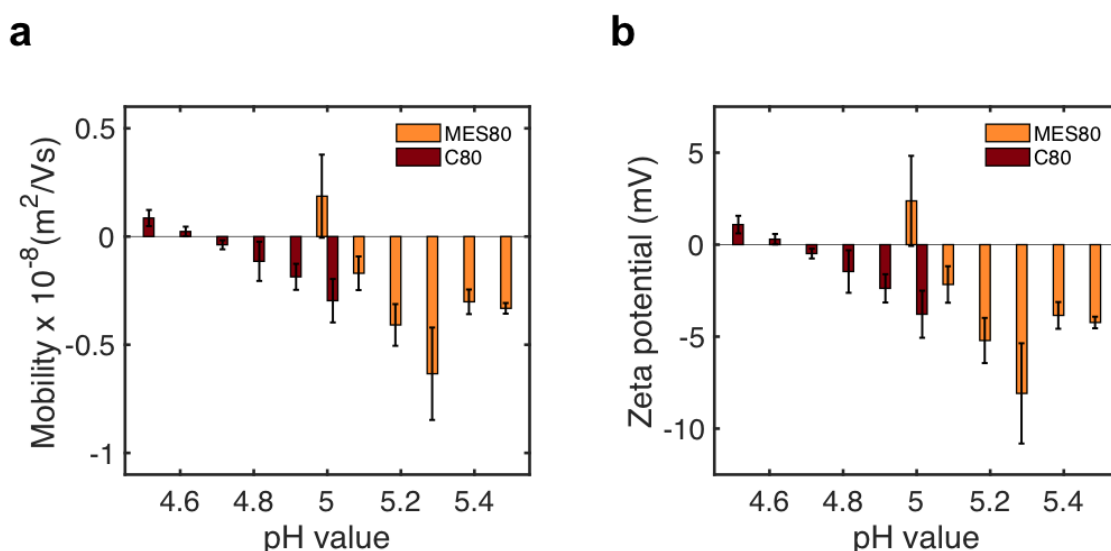 a
0.5
0
-0.5
-1
Mobility x 10-8(m2/Vs)
MES80
C80
4.6 4.8 5 5.2 5.4
pH value
b
5
0
-5
-10
Zeta potential (mV)
MES80
C80
4.6 4.8 5 5.2 5.4
pH value